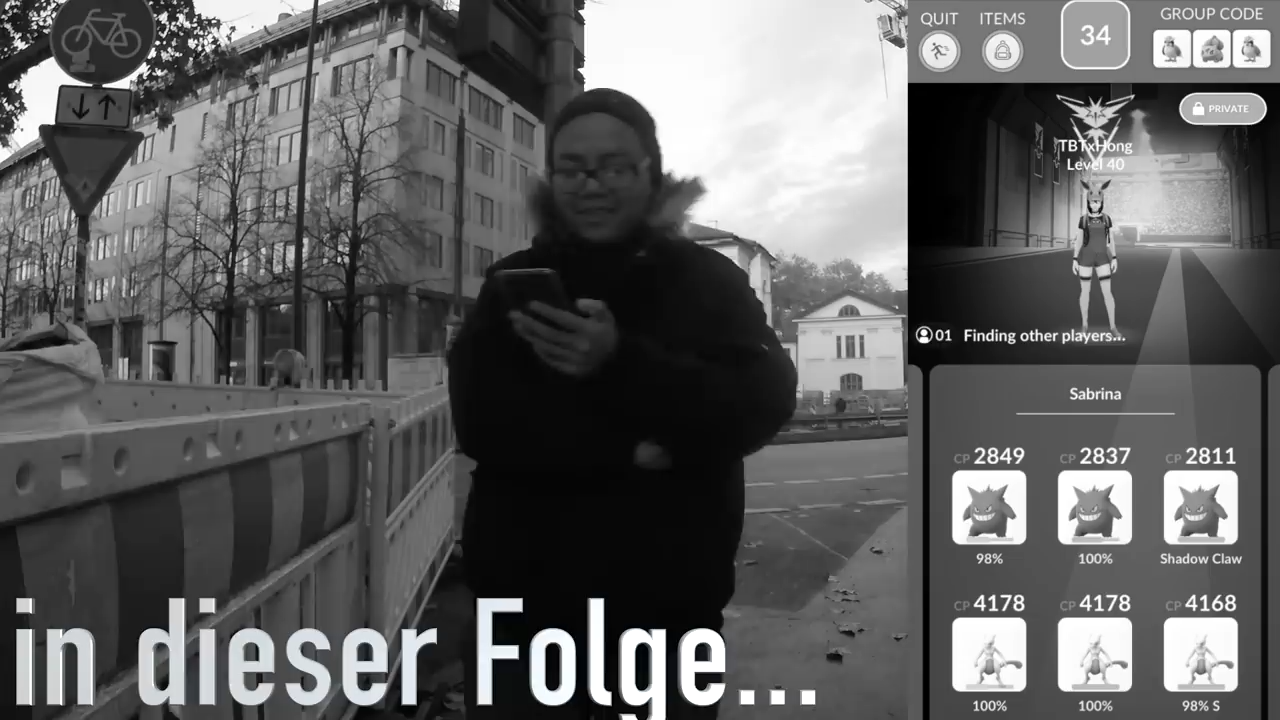 QUIT
ITEMS
34
GROUP CODE
PRIVATE
TBTxHong
Level 40
01 Finding other players...
Sabrina
CP 2849
CP 2837
CP 2811
98%
100%
Shadow Claw
CP 4178
CP 4178
CP 4168
100%
100%
98% S
in dieser Folge...